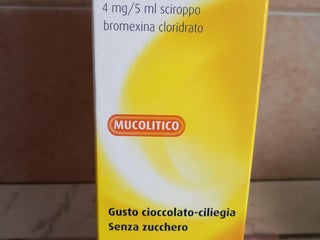 4 mg/5 ml sciroppo
bromexina cloridrato
MUCOLITICO
Gusto cioccolato-ciliegia
Senza zucchero